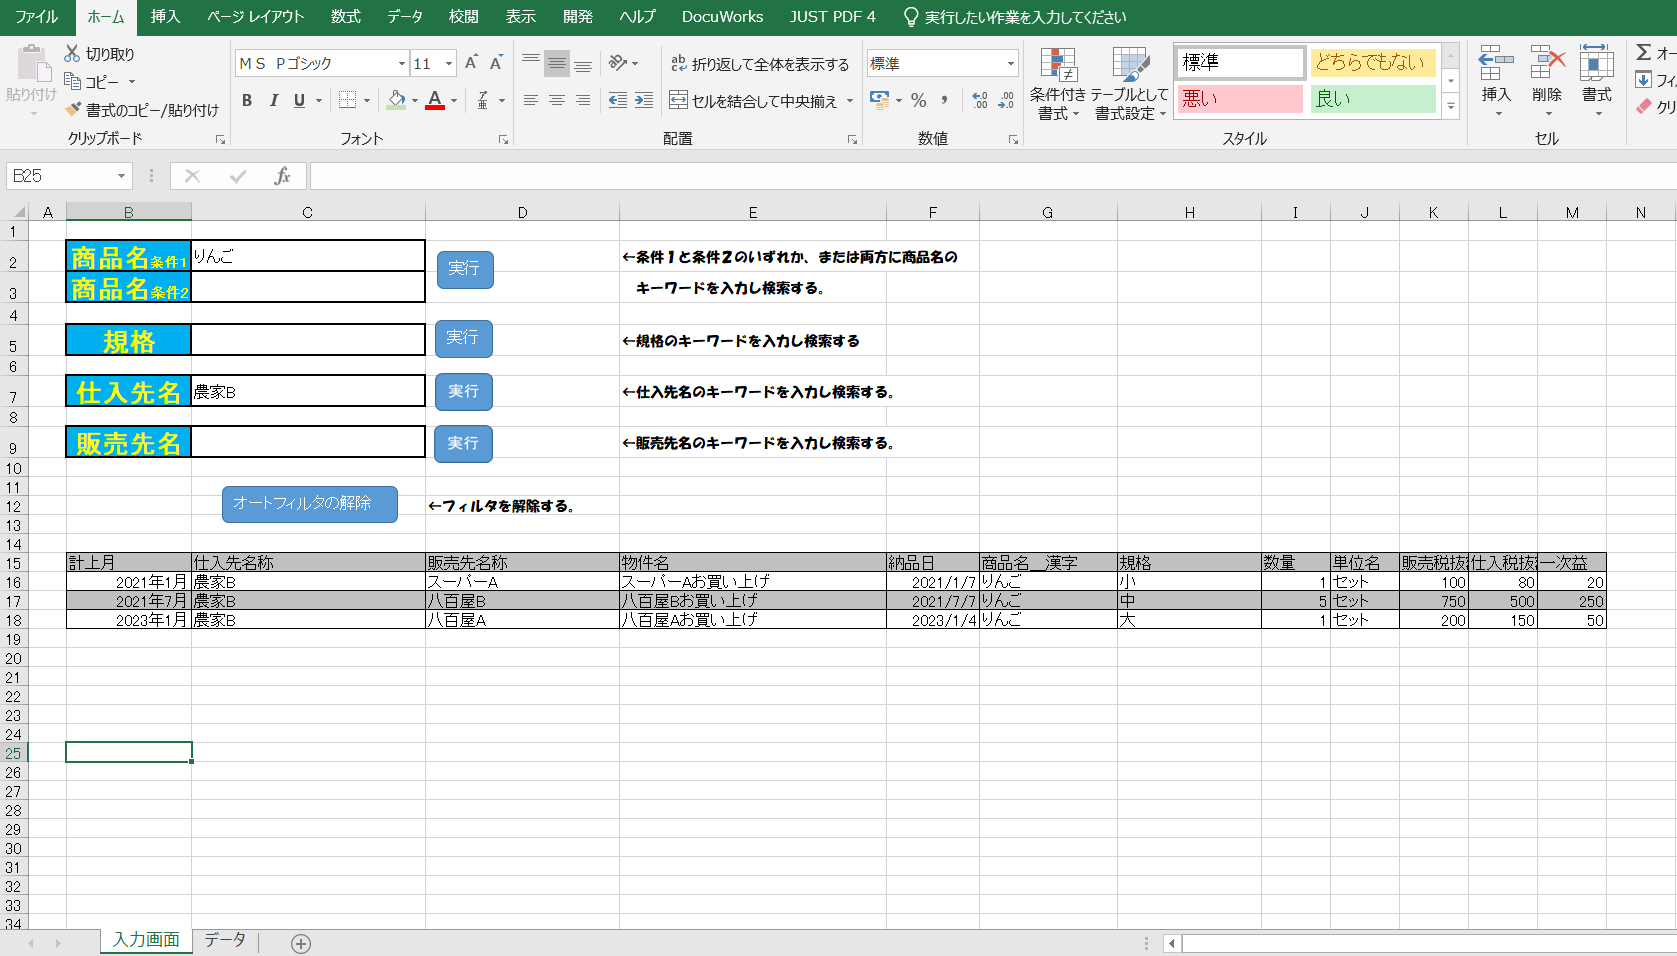 ファイル ホーム 挿入 ページ レイアウト 数式 データ 校閲 表示 開発 ヘルプ DocuWorks JUST PDF 4 実行したい作業を入力してください
貼り付け 切り取り コピー 書式のコピー/貼り付け
ＭＳ Ｐゴシック 11
B I U A
折り返して全体を表示する
セルを結合して中央揃え
標準
% ,
条件付き書式 テーブルとして書式設定
標準 どちらでもない
悪い 良い
挿入 削除 書式
Σ オー
フィ
クリ
クリップボード フォント 配置 数値 スタイル セル
B25 fx
A B C D E F G H I J K L M N
1
2 商品名条件1 りんご 実行 ←条件１と条件２のいずれか、または両方に商品名の
3 商品名条件2 キーワードを入力し検索する。
4
5 規格 実行 ←規格のキーワードを入力し検索する
6
7 仕入先名 農家B 実行 ←仕入先名のキーワードを入力し検索する。
8
9 販売先名 実行 ←販売先名のキーワードを入力し検索する。
10
11
12 オートフィルタの解除 ←フィルタを解除する。
13
14
15 計上月 仕入先名称 販売先名称 物件名 納品日 商品名__漢字 規格 数量 単位名 販売税抜 仕入税抜 一次益
16 2021年1月 農家B スーパーA スーパーAお買い上げ 2021/1/7 りんご 小 1 セット 100 80 20
17 2021年7月 農家B 八百屋B 八百屋Bお買い上げ 2021/7/7 りんご 中 5 セット 750 500 250
18 2023年1月 農家B 八百屋A 八百屋Aお買い上げ 2023/1/4 りんご 大 1 セット 200 150 50
19
20
21
22
23
24
25
26
27
28
29
30
31
32
33
34
入力画面 データ